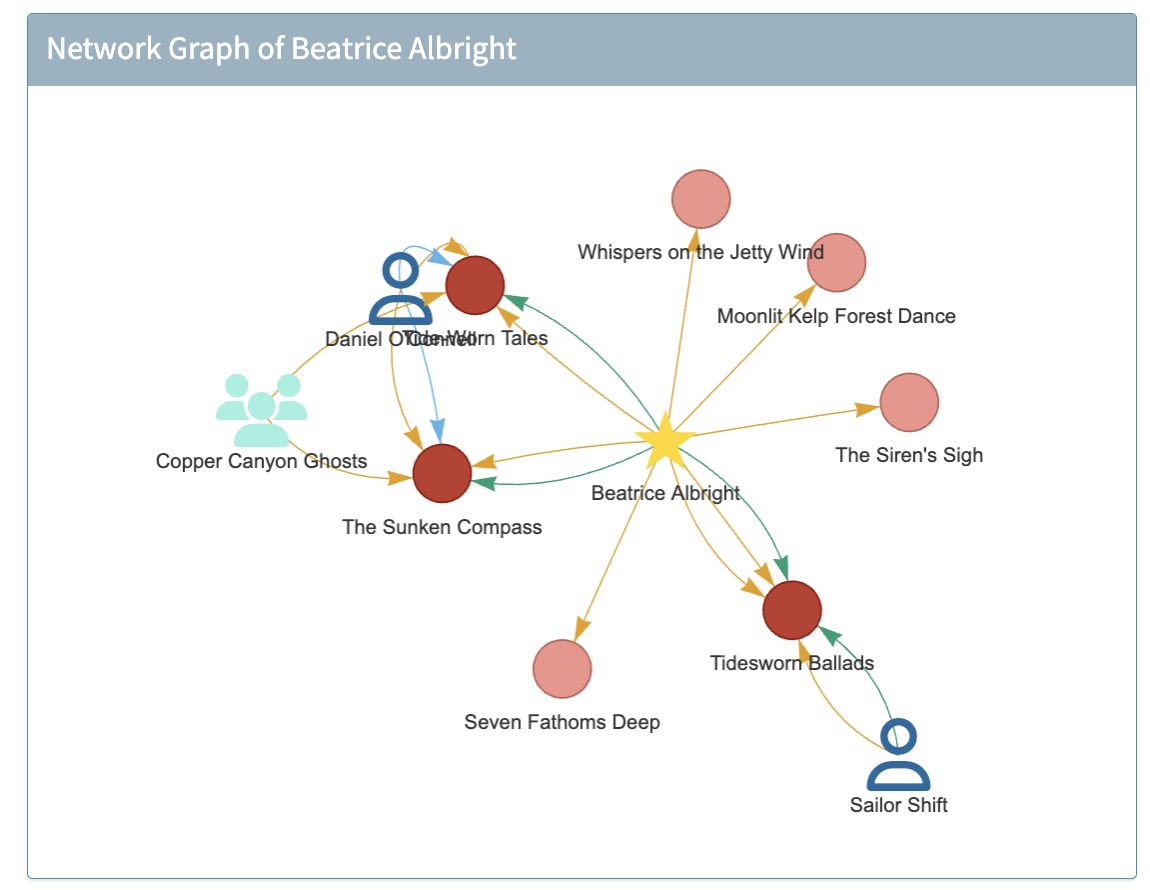 Network Graph of Beatrice Albright
Whispers on the Jetty Wind
Moonlit Kelp Forest Dance
Daniel O'Connell
Tide-Worn Tales
The Siren's Sigh
Copper Canyon Ghosts
Beatrice Albright
The Sunken Compass
Tidesworn Ballads
Seven Fathoms Deep
Sailor Shift